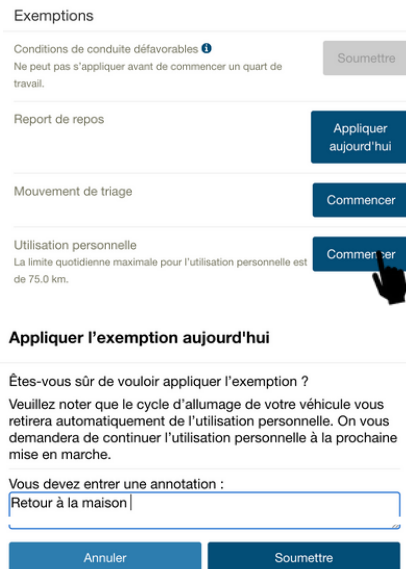 Exemptions
Conditions de conduite défavorables
Soumettre
Ne peut pas s'appliquer avant de commencer un quart de
travail.
Report de repos
Appliquer
aujourd'hui
Mouvement de triage
Commencer
Utilisation personnelle
Commencer
La limite quotidienne maximale pour l'utilisation personnelle est
de 75.0 km.
Appliquer l'exemption aujourd'hui
Êtes-vous sûr de vouloir appliquer l'exemption ?
Veuillez noter que le cycle d'allumage de votre véhicule vous
retirera automatiquement de l'utilisation personnelle. On vous
demandera de continuer l'utilisation personnelle à la prochaine
mise en marche.
Vous devez entrer une annotation :
Retour à la maison
Annuler
Soumettre